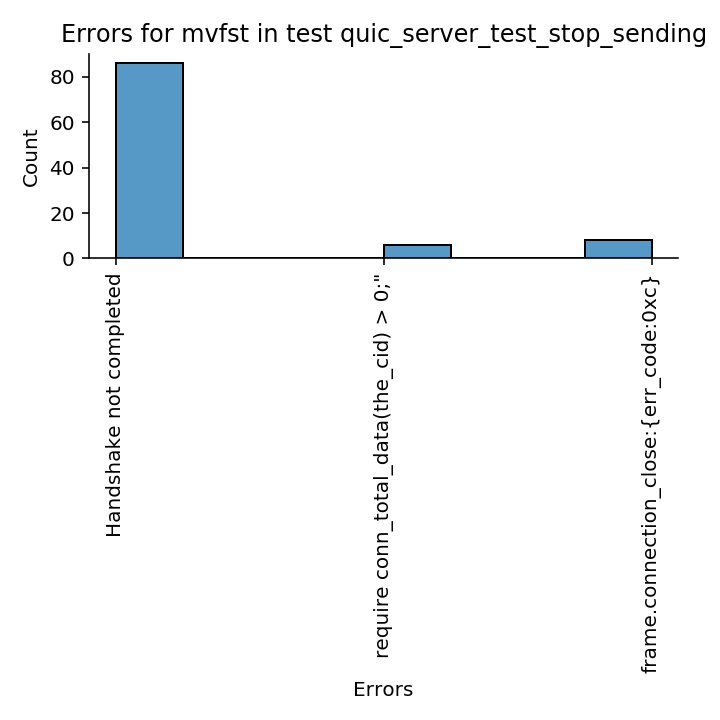 Errors for mvfst in test quic_server_test_stop_sending
Count
80
60
40
20
0
Handshake not completed
require conn_total_data(the_cid) > 0;"
frame.connection_close:{err_code:0xc}
Errors